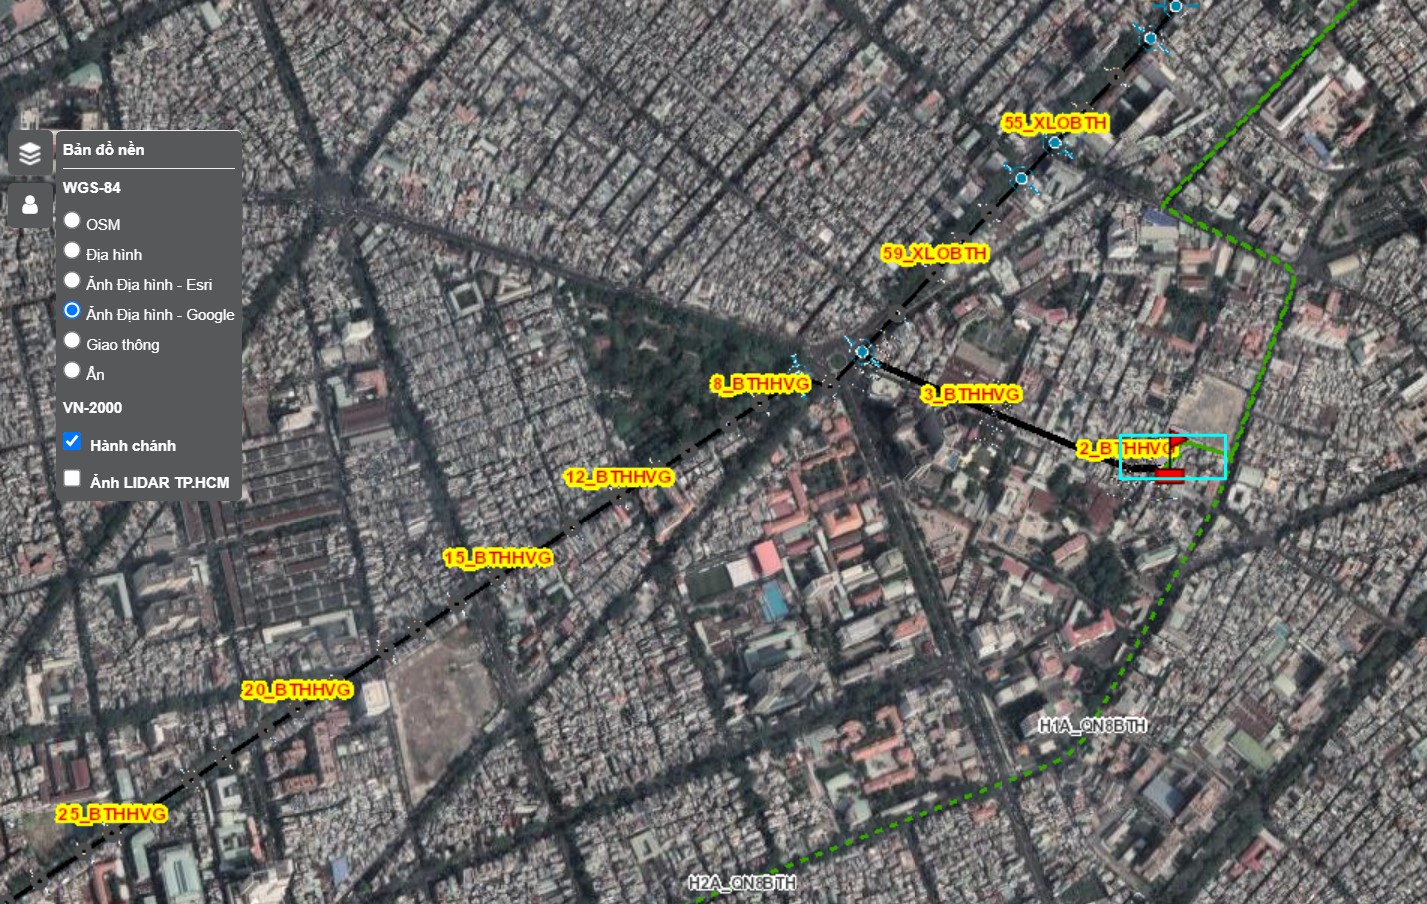 Bản đồ nền
WGS-84
OSM
Địa hình
Ảnh Địa hình - Esri
Ảnh Địa hình - Google
Giao thông
Ẩn
VN-2000
Hành chánh
Ảnh LIDAR TP.HCM
55_XLOBTH
59_XLOBTH
8_BTHHVG
3_BTHHVG
2_BTHHVG
12_BTHHVG
15_BTHHVG
20_BTHHVG
H1A_QN8BTH
25_BTHHVG
H2A_QN8BTH